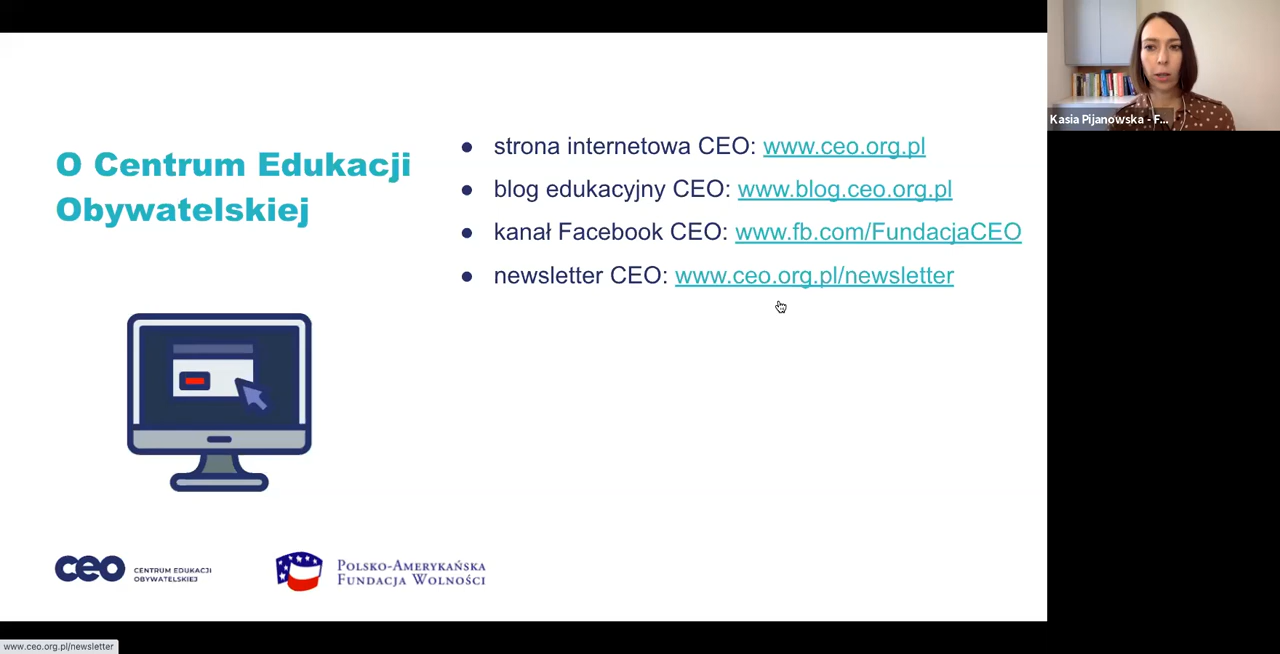 Kasia Pijanowska - F...
O Centrum Edukacji
Obywatelskiej
● strona internetowa CEO: www.ceo.org.pl
● blog edukacyjny CEO: www.blog.ceo.org.pl
● kanał Facebook CEO: www.fb.com/FundacjaCEO
● newsletter CEO: www.ceo.org.pl/newsletter
ceo
CENTRUM EDUKACJI
OBYWATELSKIEJ
POLSKO-AMERYKAŃSKA
FUNDACJA WOLNOŚCI
www.ceo.org.pl/newsletter